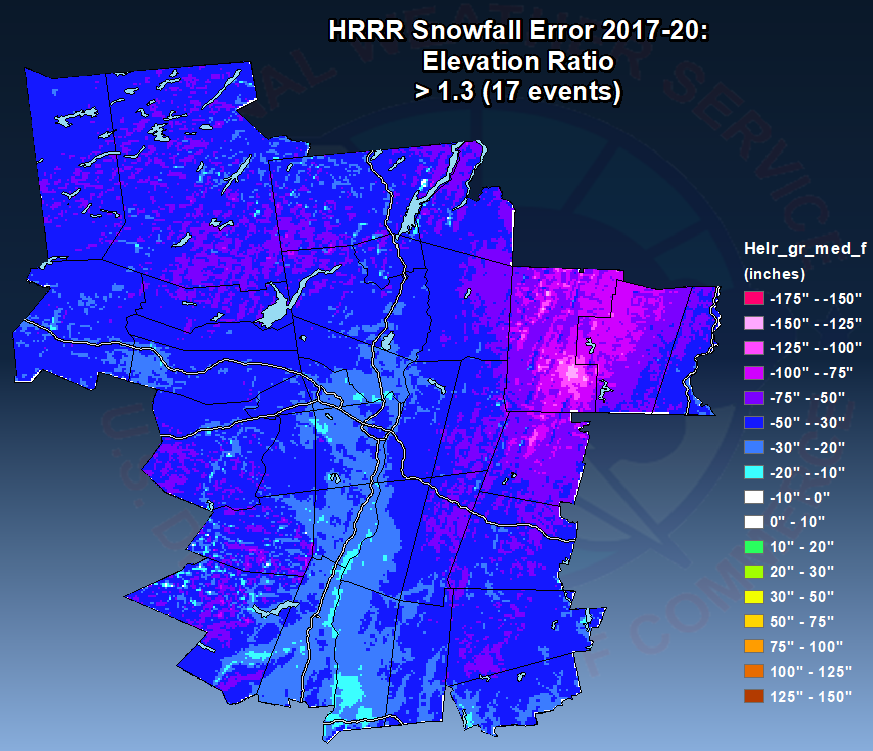 HRRR Snowfall Error 2017-20:
Elevation Ratio
> 1.3 (17 events)
Helr_gr_med_f
(inches)
-175" - -150"
-150" - -125"
-125" - -100"
-100" - -75"
-75" - -50"
-50" - -30"
-30" - -20"
-20" - -10"
-10" - 0"
0" - 10"
10" - 20"
20" - 30"
30" - 50"
50" - 75"
75" - 100"
100" - 125"
125" - 150"